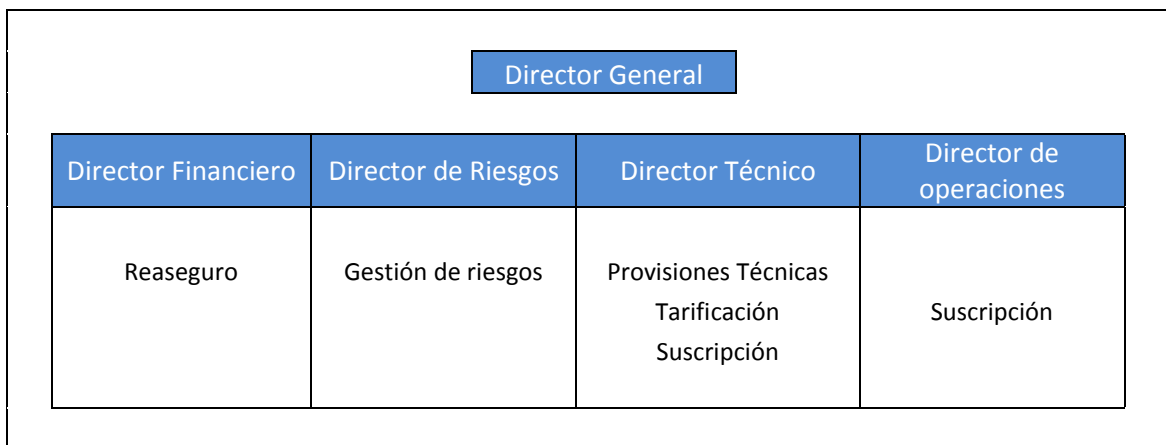 Director General
Director Financiero
Director de Riesgos
Director Técnico
Director de
operaciones
Reaseguro
Gestión de riesgos
Provisiones Técnicas
Tarificación
Suscripción
Suscripción